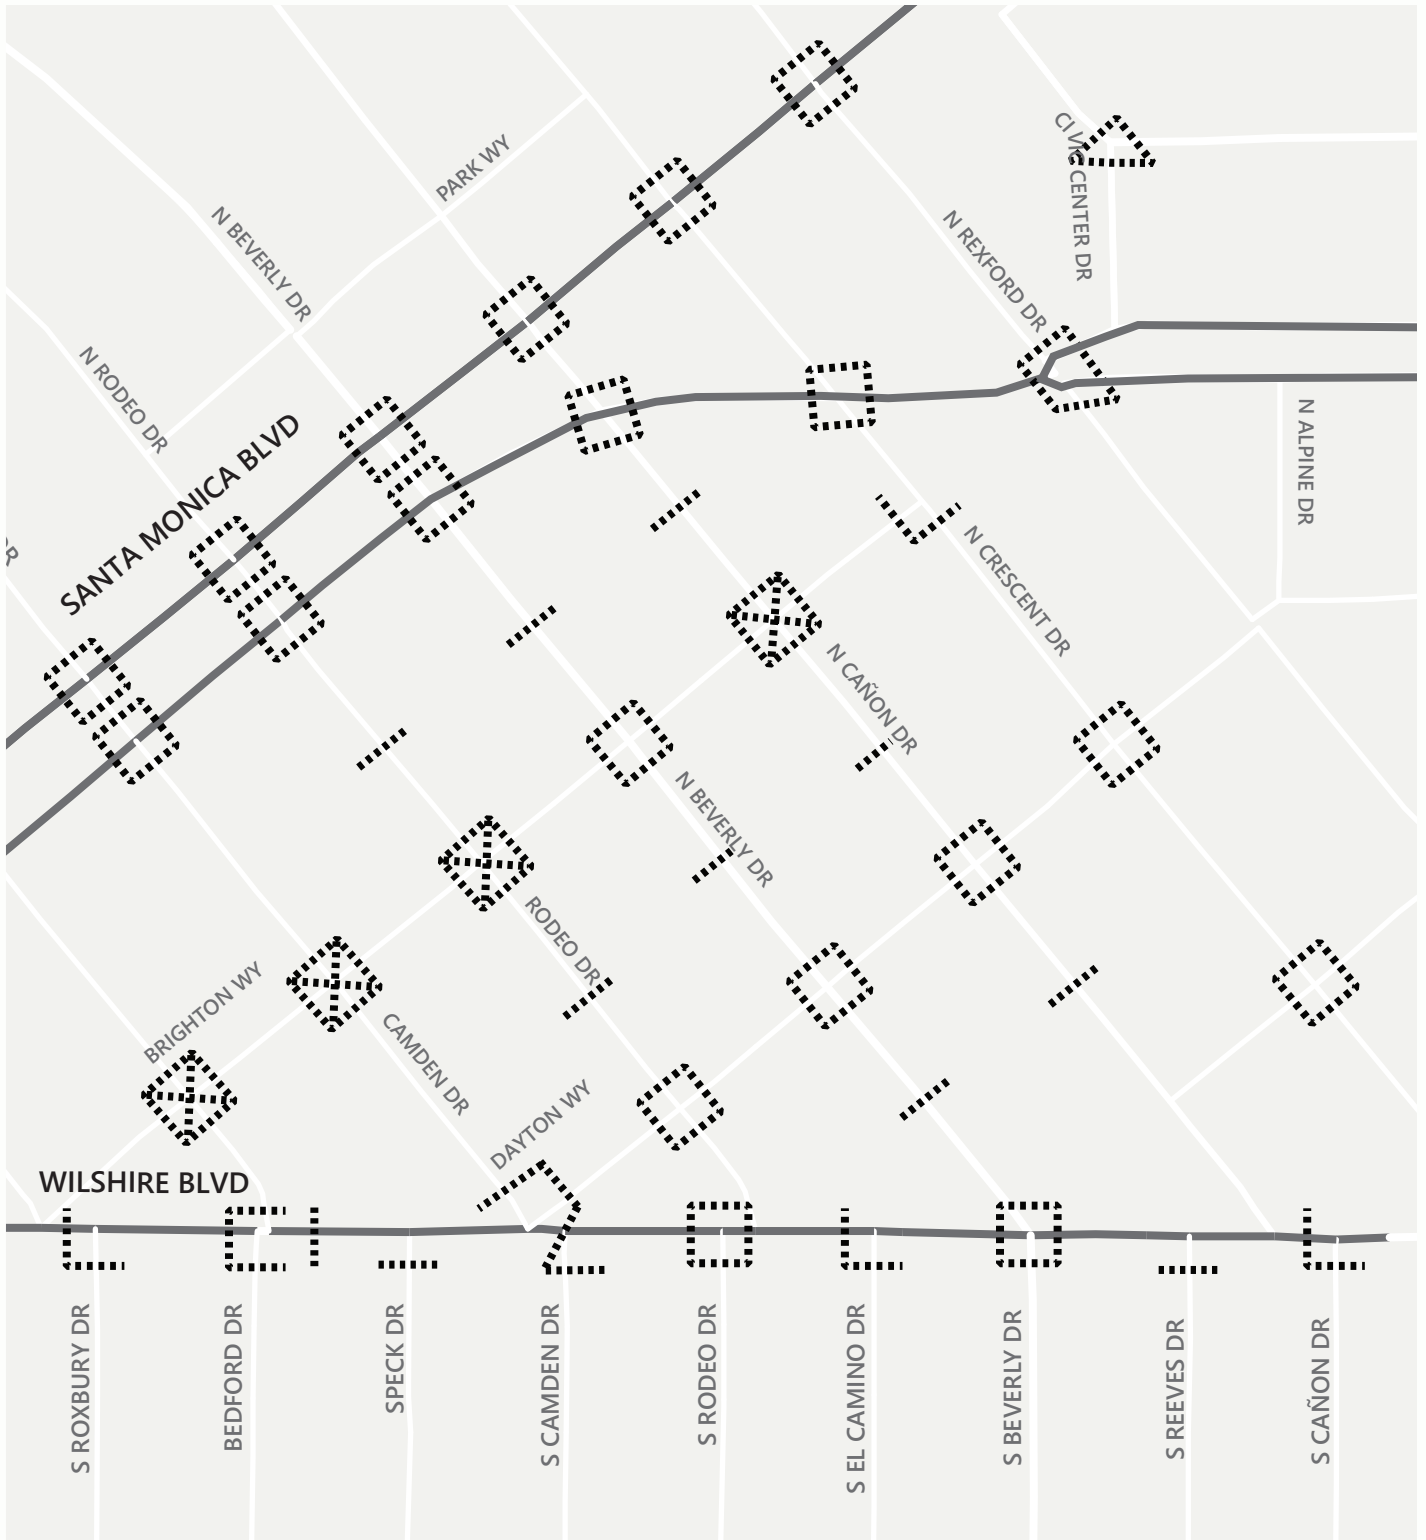 PARK WY
CIVIC CENTER DR
N BEVERLY DR
N REXFORD DR
N RODEO DR
SANTA MONICA BLVD
N ALPINE DR
DR
N CRESCENT DR
N CAÑON DR
N BEVERLY DR
RODEO DR
BRIGHTON WY
CAMDEN DR
DAYTON WY
WILSHIRE BLVD
S ROXBURY DR
BEDFORD DR
SPECK DR
S CAMDEN DR
S RODEO DR
S EL CAMINO DR
S BEVERLY DR
S REEVES DR
S CAÑON DR